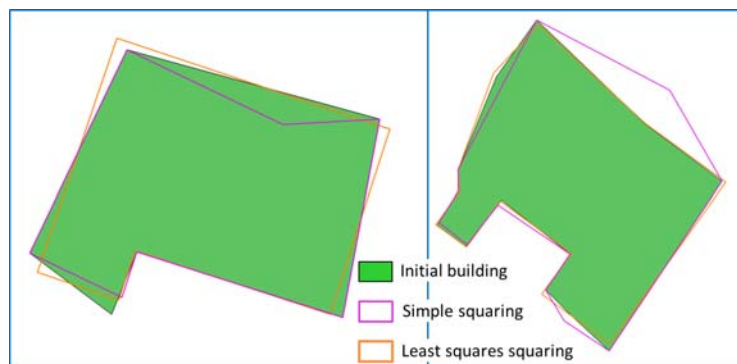 Initial building
Simple squaring
Least squares squaring